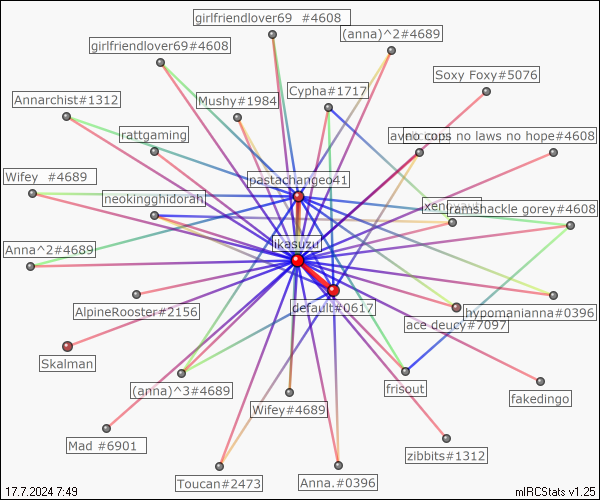 girlfriendlover69 #4608
(anna)^2#4689
girlfriendlover69#4608
Soxy Foxy#5076
Cypha#1717
Annarchist#1312
Mushy#1984
rattgaming
no cops no laws no hope#4608
Wifey #4689
pastachangeo41
neokingghidorah
ramshackle gorey#4608
Anna^2#4689
ikasuzu
default#0617
AlpineRooster#2156
hypomanianna#0396
ace deucy#7097
Skalman
(anna)^3#4689
frisout
fakedingo
Wifey#4689
Mad #6901
zibbits#1312
Toucan#2473
Anna.#0396
17.7.2024 7:49
mIRCStats v1.25